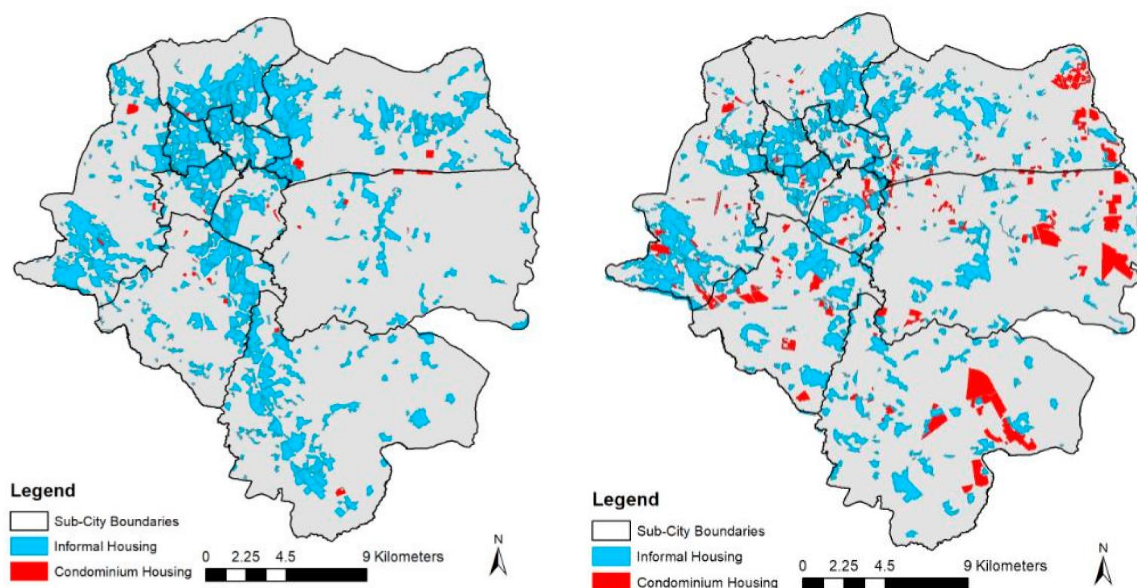 Legend
Sub-City Boundaries
Informal Housing
Condominium Housing
0 2.25 4.5 9 Kilometers
N
Legend
Sub-City Boundaries
Informal Housing
Condominium Housing
0 2.25 4.5 9 Kilometers
N